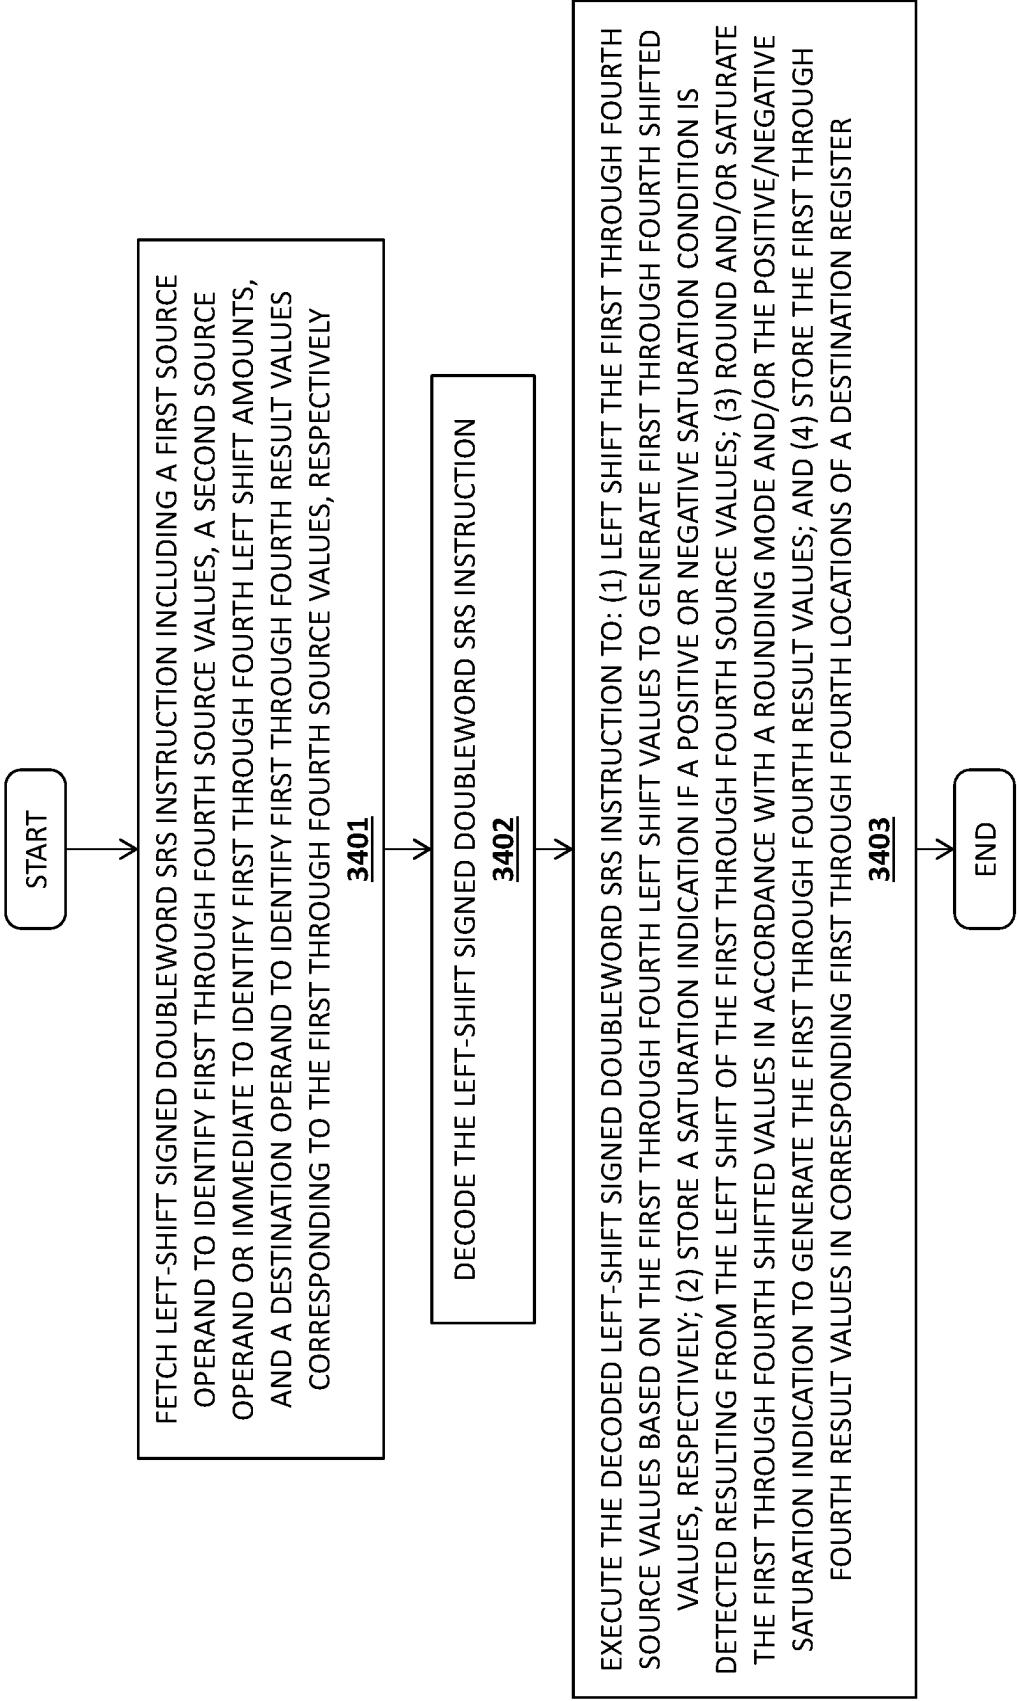 START
FETCH LEFT-SHIFT SIGNED DOUBLEWORD SRS INSTRUCTION INCLUDING A FIRST SOURCE
OPERAND TO IDENTIFY FIRST THROUGH FOURTH SOURCE VALUES, A SECOND SOURCE
OPERAND OR IMMEDIATE TO IDENTIFY FIRST THROUGH FOURTH LEFT SHIFT AMOUNTS,
AND A DESTINATION OPERAND TO IDENTIFY FIRST THROUGH FOURTH RESULT VALUES
CORRESPONDING TO THE FIRST THROUGH FOURTH SOURCE VALUES, RESPECTIVELY
3401
DECODE THE LEFT-SHIFT SIGNED DOUBLEWORD SRS INSTRUCTION
3402
EXECUTE THE DECODED LEFT-SHIFT SIGNED DOUBLEWORD SRS INSTRUCTION TO: (1) LEFT SHIFT THE FIRST THROUGH FOURTH
SOURCE VALUES BASED ON THE FIRST THROUGH FOURTH LEFT SHIFT VALUES TO GENERATE FIRST THROUGH FOURTH SHIFTED
VALUES, RESPECTIVELY; (2) STORE A SATURATION INDICATION IF A POSITIVE OR NEGATIVE SATURATION CONDITION IS
DETECTED RESULTING FROM THE LEFT SHIFT OF THE FIRST THROUGH FOURTH SOURCE VALUES; (3) ROUND AND/OR SATURATE
THE FIRST THROUGH FOURTH SHIFTED VALUES IN ACCORDANCE WITH A ROUNDING MODE AND/OR THE POSITIVE/NEGATIVE
SATURATION INDICATION TO GENERATE THE FIRST THROUGH FOURTH RESULT VALUES; AND (4) STORE THE FIRST THROUGH
FOURTH RESULT VALUES IN CORRESPONDING FIRST THROUGH FOURTH LOCATIONS OF A DESTINATION REGISTER
3403
END